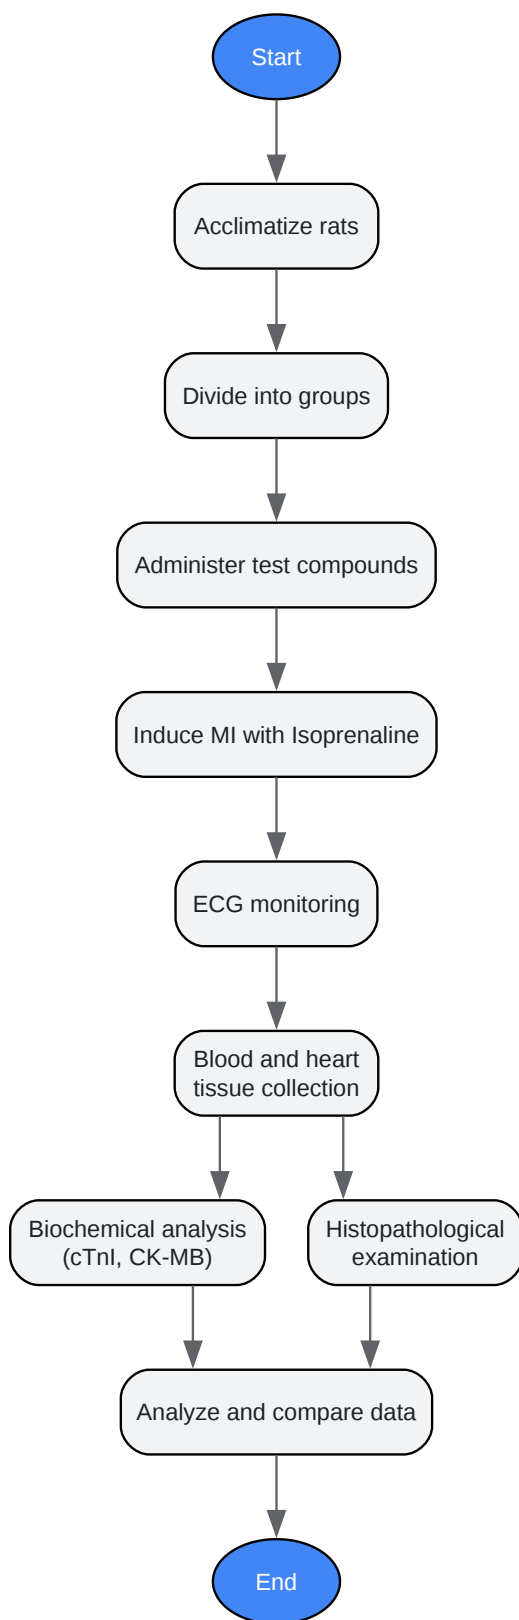 Start
Acclimatize rats
Divide into groups
Administer test compounds
Induce MI with Isoprenaline
ECG monitoring
Blood and heart
tissue collection
Biochemical analysis
(cTnI, CK-MB)
Histopathological
examination
Analyze and compare data
End